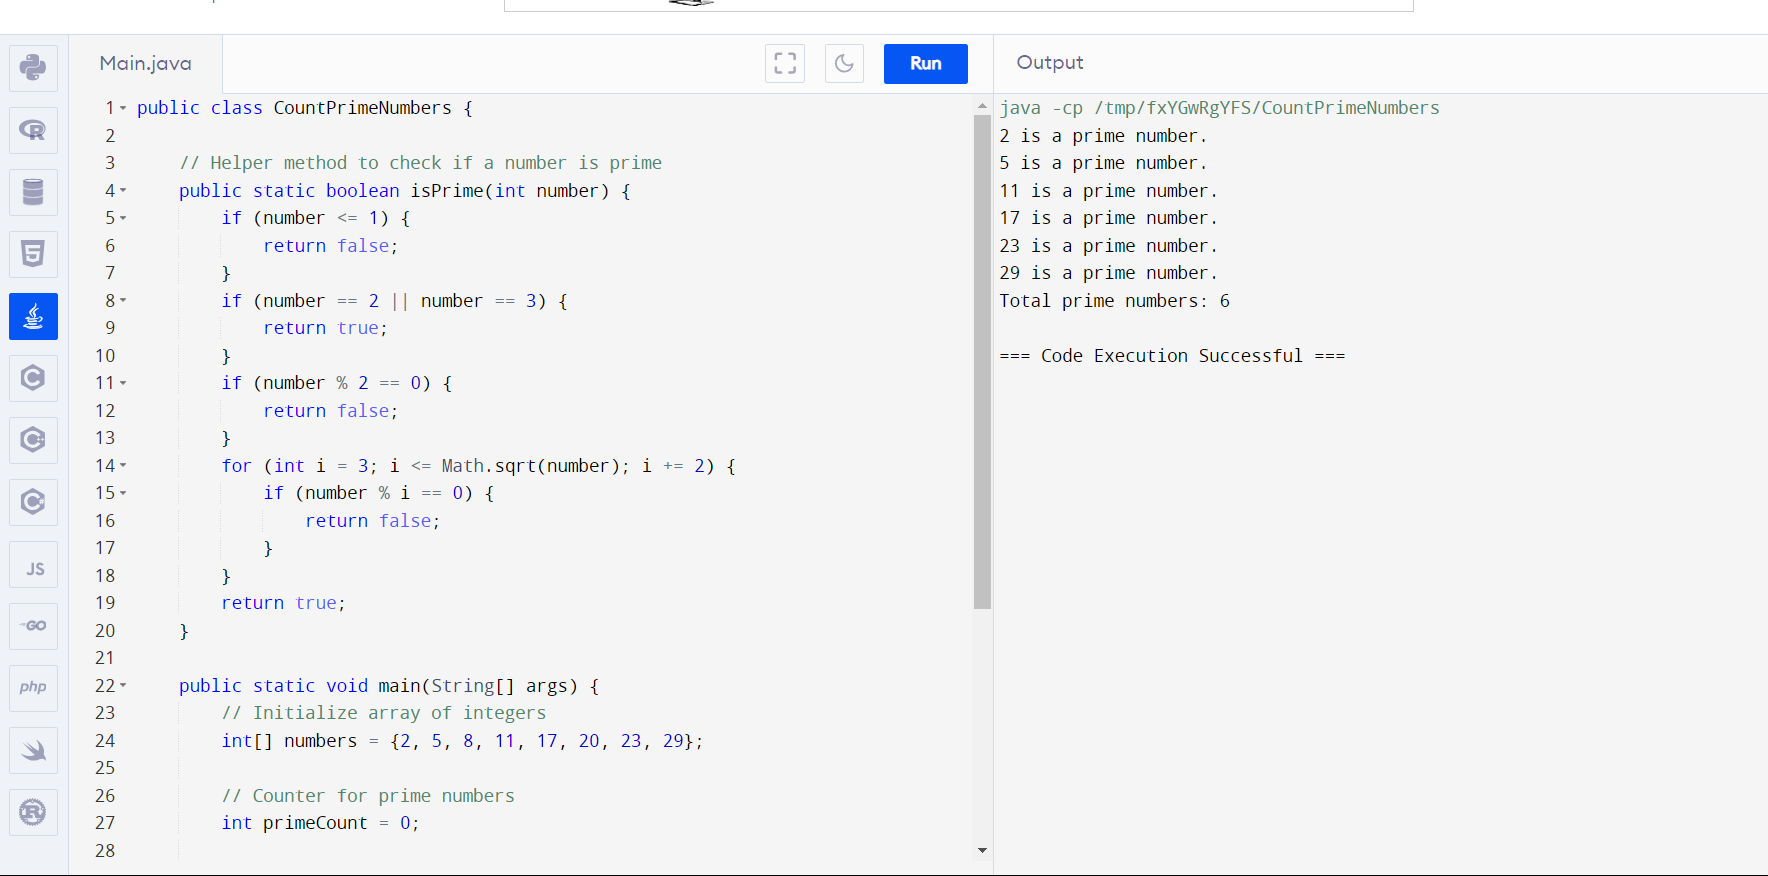 Main.java
Run
Output
1 public class CountPrimeNumbers {
2
3     // Helper method to check if a number is prime
4     public static boolean isPrime(int number) {
5         if (number <= 1) {
6             return false;
7         }
8         if (number == 2 || number == 3) {
9             return true;
10         }
11         if (number % 2 == 0) {
12             return false;
13         }
14         for (int i = 3; i <= Math.sqrt(number); i += 2) {
15             if (number % i == 0) {
16                 return false;
17             }
18         }
19         return true;
20     }
21
22     public static void main(String[] args) {
23         // Initialize array of integers
24         int[] numbers = {2, 5, 8, 11, 17, 20, 23, 29};
25
26         // Counter for prime numbers
27         int primeCount = 0;
28
java -cp /tmp/fxYGwRgYFS/CountPrimeNumbers
2 is a prime number.
5 is a prime number.
11 is a prime number.
17 is a prime number.
23 is a prime number.
29 is a prime number.
Total prime numbers: 6
=== Code Execution Successful ===
R
5
C
C
C
JS
GO
php
R